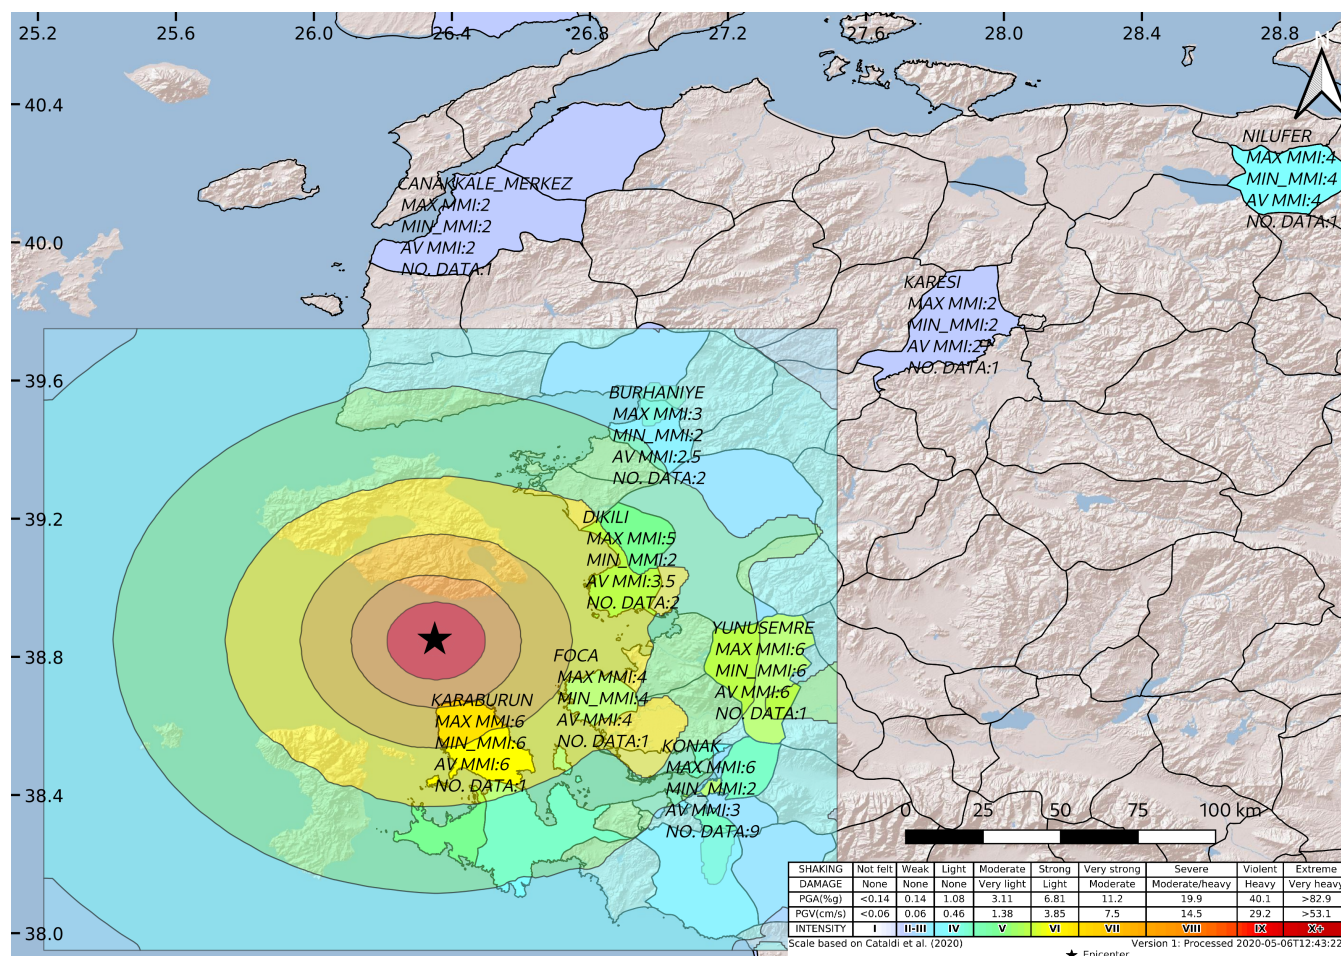 25.2 25.6 26.0 26.4 26.8 27.2 27.6 28.0 28.4 28.8
N
40.4
40.0
39.6
39.2
38.8
38.4
38.0
NILUFER
MAX MMI:4
MIN_MMI:4
AV MMI:4
NO. DATA:1
CANAKKALE_MERKEZ
MAX MMI:2
MIN_MMI:2
AV MMI:2
NO. DATA:1
KARESI
MAX MMI:2
MIN_MMI:2
AV MMI:2
NO. DATA:1
BURHANIYE
MAX MMI:3
MIN_MMI:2
AV MMI:2.5
NO. DATA:2
DIKILI
MAX MMI:5
MIN_MMI:2
AV MMI:3.5
NO. DATA:2
YUNUSEMRE
MAX MMI:6
MIN_MMI:6
AV MMI:6
NO. DATA:1
FOCA
MAX MMI:4
MIN_MMI:4
AV MMI:4
NO. DATA:1
KARABURUN
MAX MMI:6
MIN_MMI:6
AV MMI:6
NO. DATA:1
KONAK
MAX MMI:6
MIN_MMI:2
AV MMI:3
NO. DATA:9
0 25 50 75 100 km
SHAKING Not felt Weak Light Moderate Strong Very strong Severe Violent Extreme
DAMAGE None None None Very light Light Moderate Moderate/heavy Heavy Very heavy
PGA(%g) <0.14 0.14 1.08 3.11 6.81 11.2 19.9 40.1 >82.9
PGV(cm/s) <0.06 0.06 0.46 1.38 3.85 7.5 14.5 29.2 >53.1
INTENSITY I II-III IV V VI VII VIII IX X+
Scale based on Cataldi et al. (2020) Version 1: Processed 2020-05-06T12:43:22
Epicenter